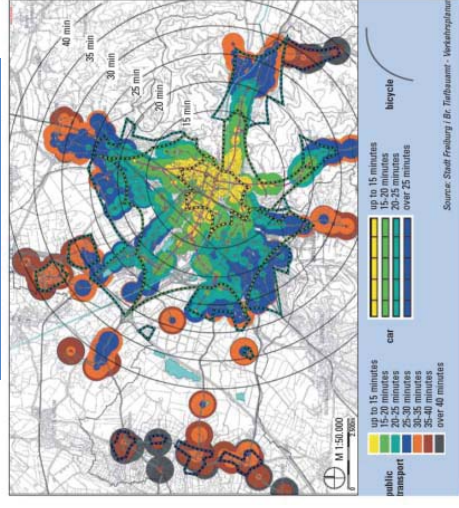 40 min
35 min
30 min
25 min
20 min
15 min
M 1:50.000
public
transport
up to 15 minutes
15-20 minutes
20-25 minutes
25-30 minutes
30-35 minutes
35-40 minutes
over 40 minutes
car
up to 15 minutes
15-20 minutes
20-25 minutes
over 25 minutes
bicycle
Source: Stadt Freiburg i Br. Tiefbauamt - Verkehrsplanun